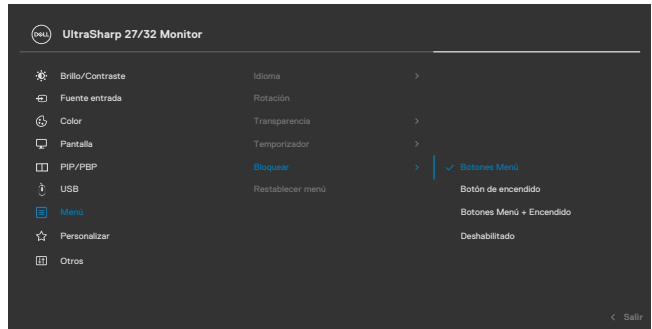 DELL UltraSharp 27/32 Monitor
Brillo/Contraste Idioma >
Fuente entrada Rotación
Color Transparencia >
Pantalla Temporizador >
PIP/PBP Bloquear > ✓ Botones Menú
USB Restablecer menú Botón de encendido
Menú Botones Menú + Encendido
Personalizar Deshabilitado
Otros
< Salir